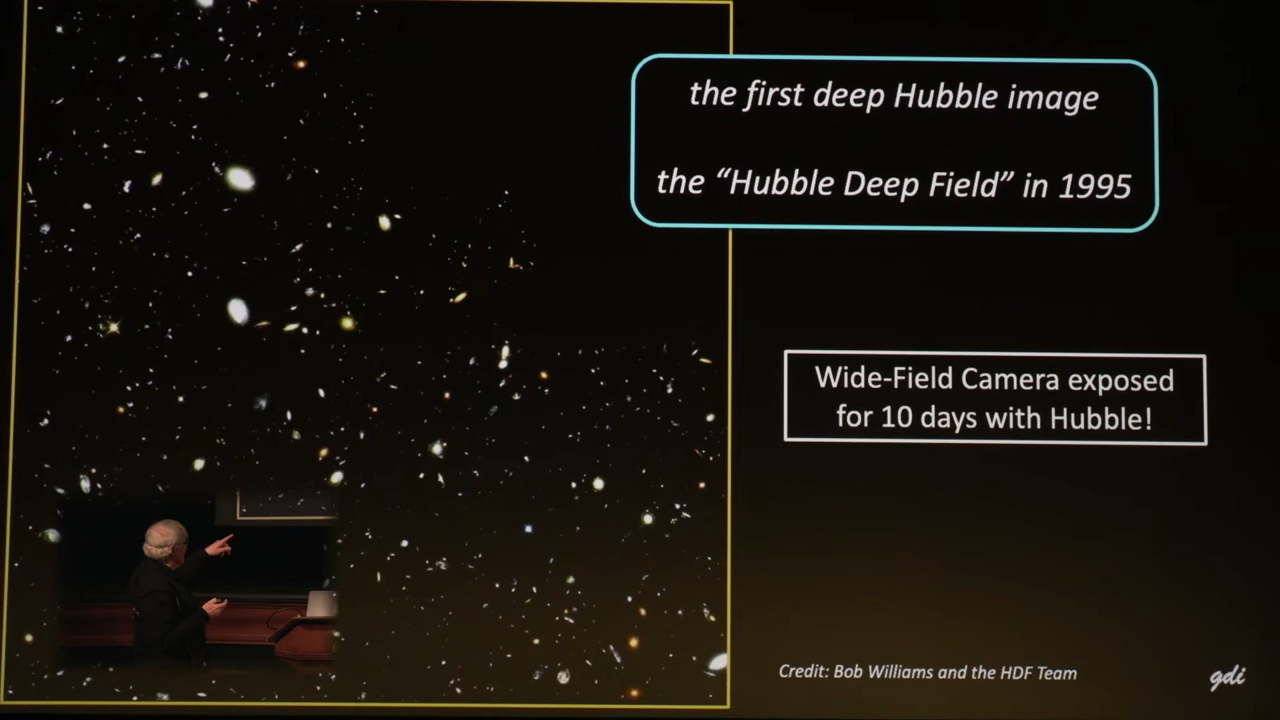 the first deep Hubble image
the “Hubble Deep Field” in 1995
Wide-Field Camera exposed
for 10 days with Hubble!
Credit: Bob Williams and the HDF Team
gdi